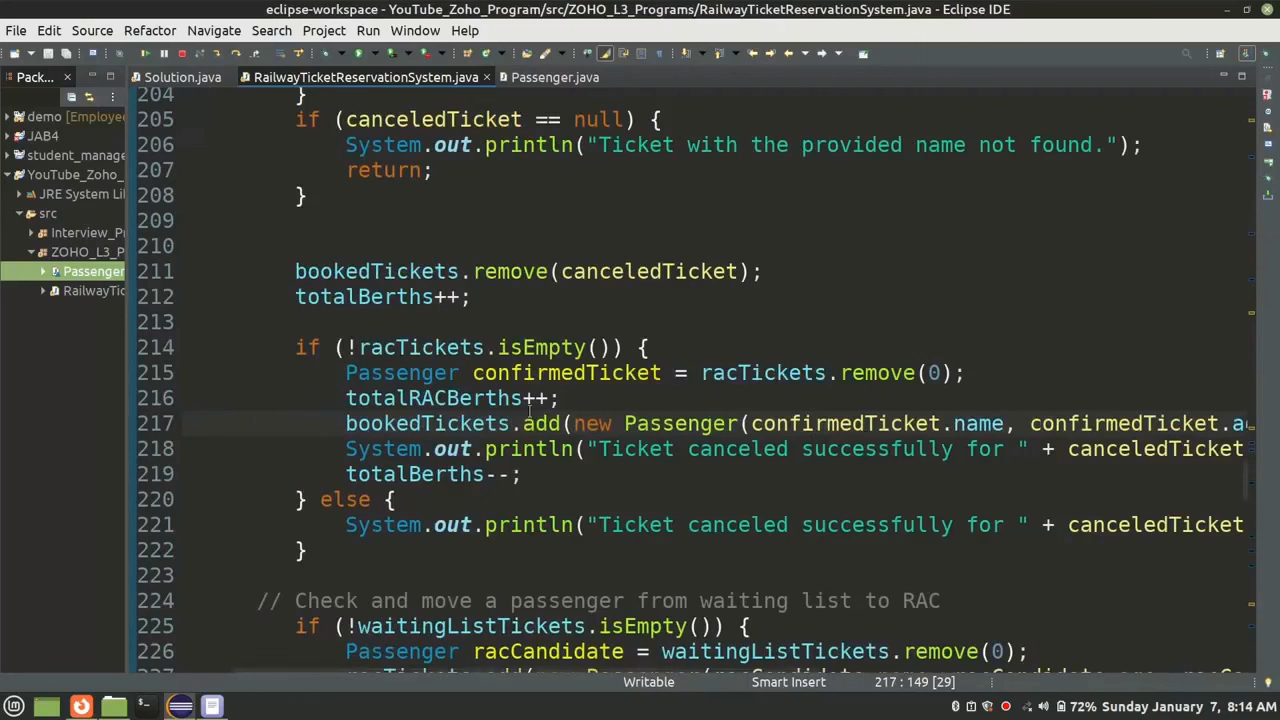 eclipse-workspace - YouTube_Zoho_Program/src/ZOHO_L3_Programs/RailwayTicketReservationSystem.java - Eclipse IDE
File Edit Source Refactor Navigate Search Project Run Window Help
Pack... Solution.java RailwayTicketReservationSystem.java Passenger.java
demo [Employee
JAB4
student_manage
YouTube_Zoho_
JRE System Lib
src
Interview_Pr
ZOHO_L3_P
Passenger
RailwayTic
204 }
205 if (canceledTicket == null) {
206 System.out.println("Ticket with the provided name not found.");
207 return;
208 }
209
210
211 bookedTickets.remove(canceledTicket);
212 totalBerths++;
213
214 if (!racTickets.isEmpty()) {
215 Passenger confirmedTicket = racTickets.remove(0);
216 totalRACBerths++;
217 bookedTickets.add(new Passenger(confirmedTicket.name, confirmedTicket.a
218 System.out.println("Ticket canceled successfully for " + canceledTicket
219 totalBerths--;
220 } else {
221 System.out.println("Ticket canceled successfully for " + canceledTicket
222 }
223
224 // Check and move a passenger from waiting list to RAC
225 if (!waitingListTickets.isEmpty()) {
226 Passenger racCandidate = waitingListTickets.remove(0);
Writable Smart Insert 217 : 149 [29]
72% Sunday January 7, 8:14 AM